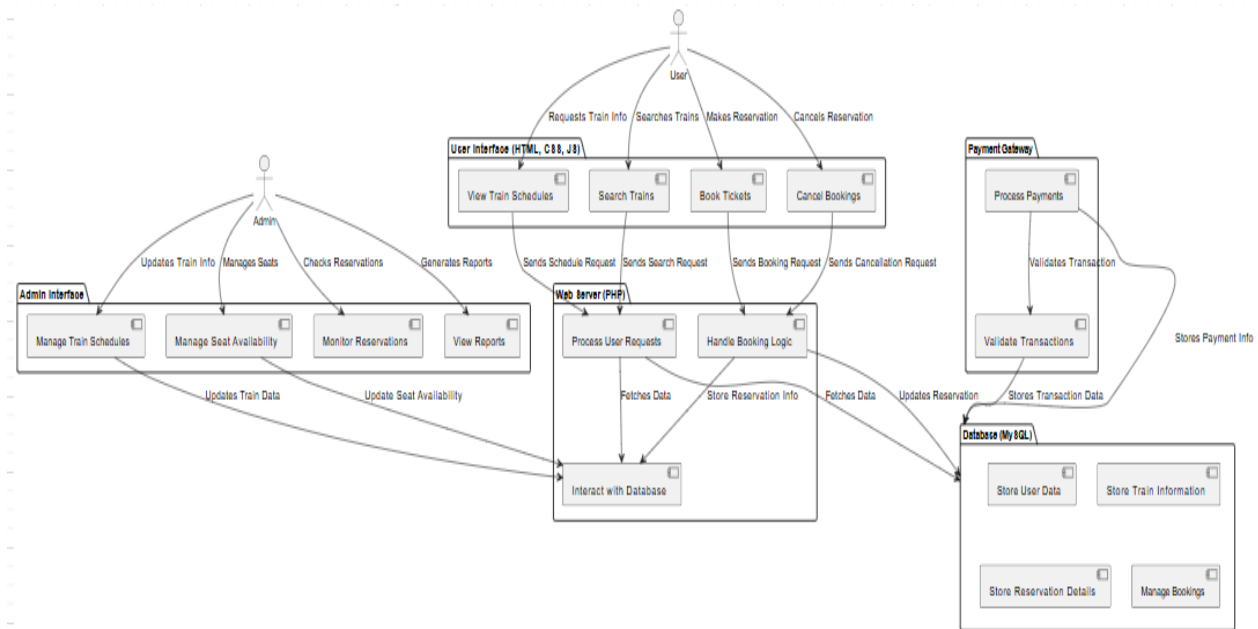 User
Requests Train Info
Searches Trains
Makes Reservation
Cancels Reservation
User Interface (HTML, CSS, JS)
View Train Schedules
Search Trains
Book Tickets
Cancel Bookings
Payment Gateway
Process Payments
Admin
Updates Train Info
Manages Seats
Checks Reservations
Generates Reports
Sends Schedule Request
Sends Search Request
Sends Booking Request
Sends Cancellation Request
Validates Transaction
Admin Interface
Manage Train Schedules
Manage Seat Availability
Monitor Reservations
View Reports
Web Server (PHP)
Process User Requests
Handle Booking Logic
Validate Transactions
Stores Payment Info
Updates Train Data
Update Seat Availability
Fetches Data
Store Reservation Info
Fetches Data
Updates Reservation
Stores Transaction Data
Database (MySQL)
Interact with Database
Store User Data
Store Train Information
Store Reservation Details
Manage Bookings